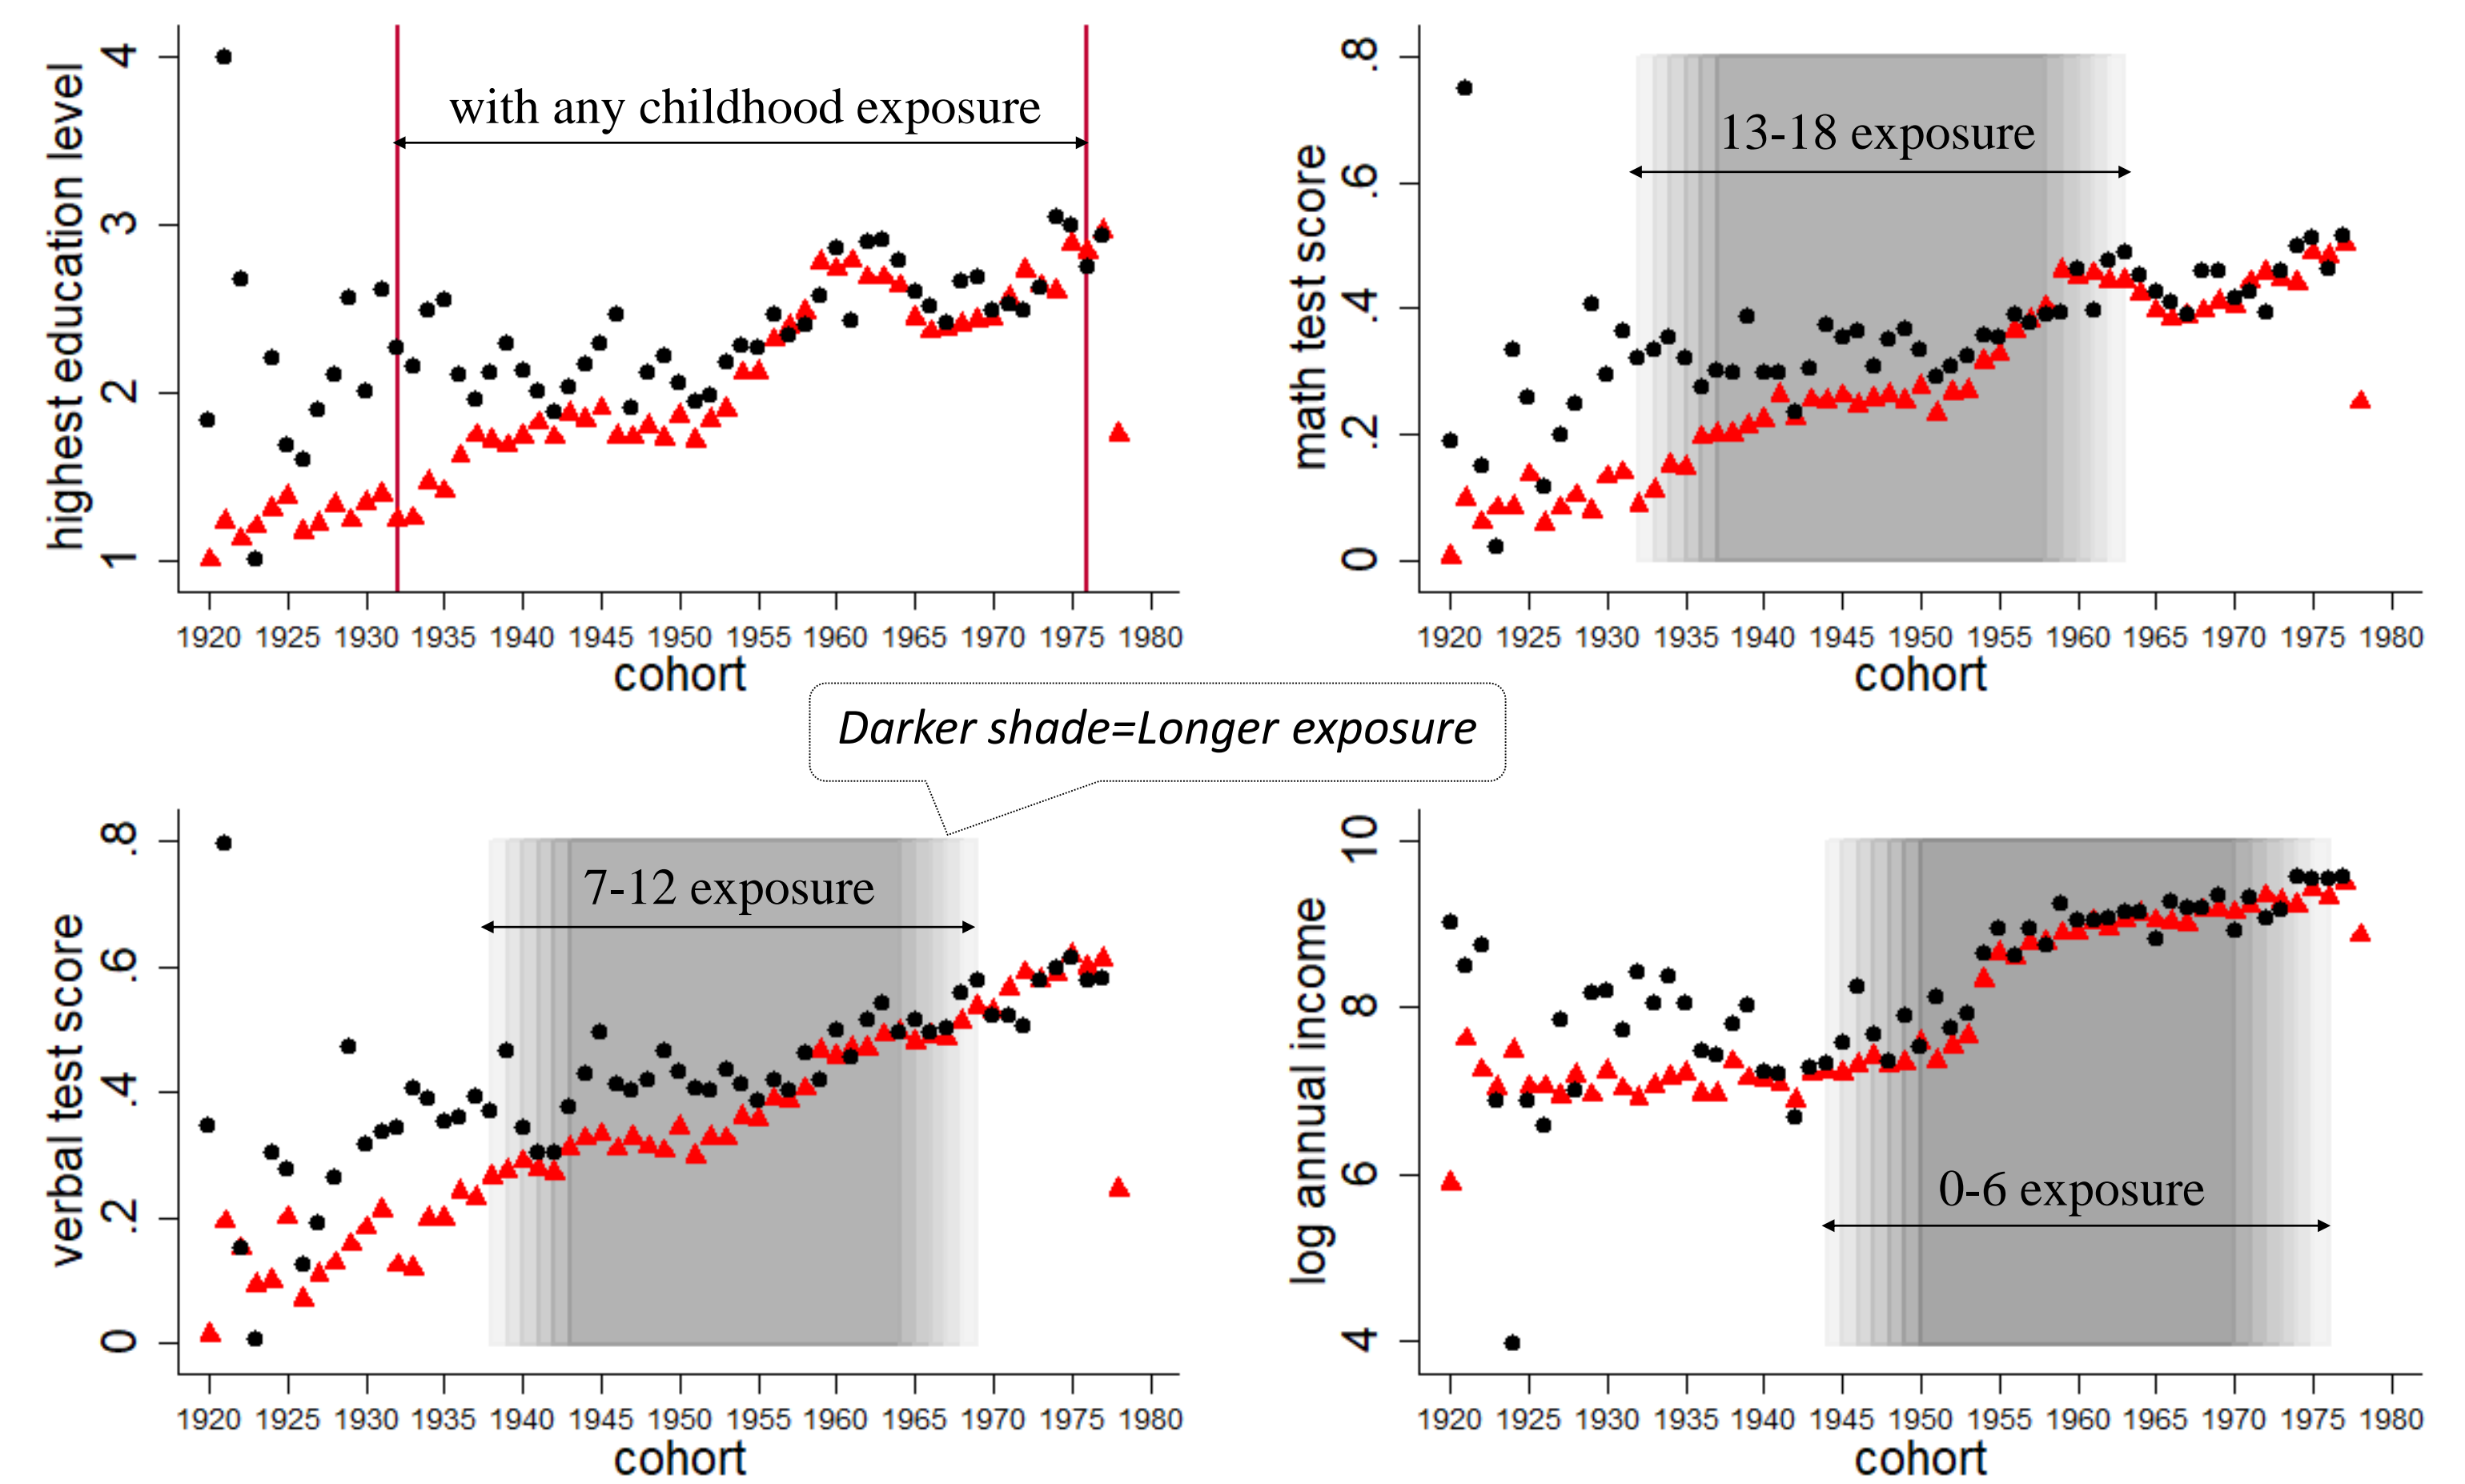 highest education level
4
3
2
1
with any childhood exposure
1920 1925 1930 1935 1940 1945 1950 1955 1960 1965 1970 1975 1980
cohort
math test score
.8
.6
.4
.2
0
13-18 exposure
1920 1925 1930 1935 1940 1945 1950 1955 1960 1965 1970 1975 1980
cohort
Darker shade=Longer exposure
verbal test score
.8
.6
.4
.2
0
7-12 exposure
1920 1925 1930 1935 1940 1945 1950 1955 1960 1965 1970 1975 1980
cohort
log annual income
10
8
6
4
0-6 exposure
1920 1925 1930 1935 1940 1945 1950 1955 1960 1965 1970 1975 1980
cohort